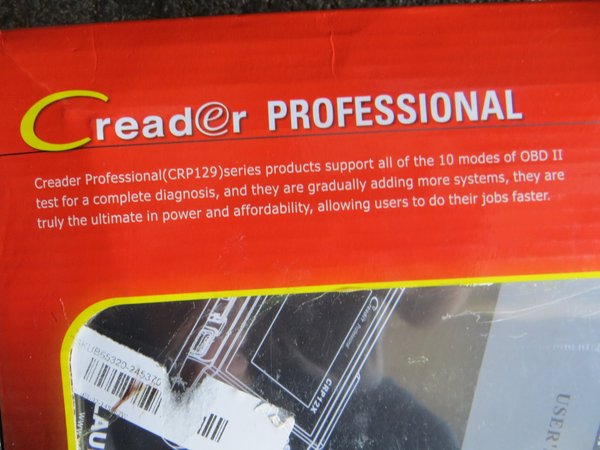 Creader PROFESSIONAL
Creader Professional(CRP129)series products support all of the 10 modes of OBD II
test for a complete diagnosis, and they are gradually adding more systems, they are
truly the ultimate in power and affordability, allowing users to do their jobs faster.
CRP12X
USER'
LAU